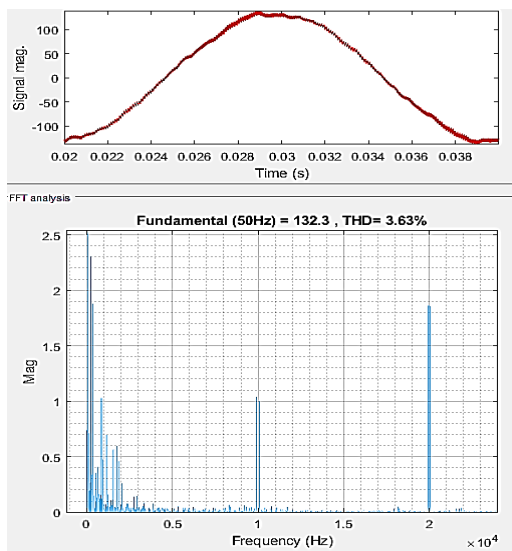 100
50
0
-50
-100
Signal mag.
0.02 0.022 0.024 0.026 0.028 0.03 0.032 0.034 0.036 0.038
Time (s)
FFT analysis
Fundamental (50Hz) = 132.3 , THD= 3.63%
2.5
2
1.5
1
0.5
0
Mag
0 0.5 1 1.5 2
Frequency (Hz) ×10⁴